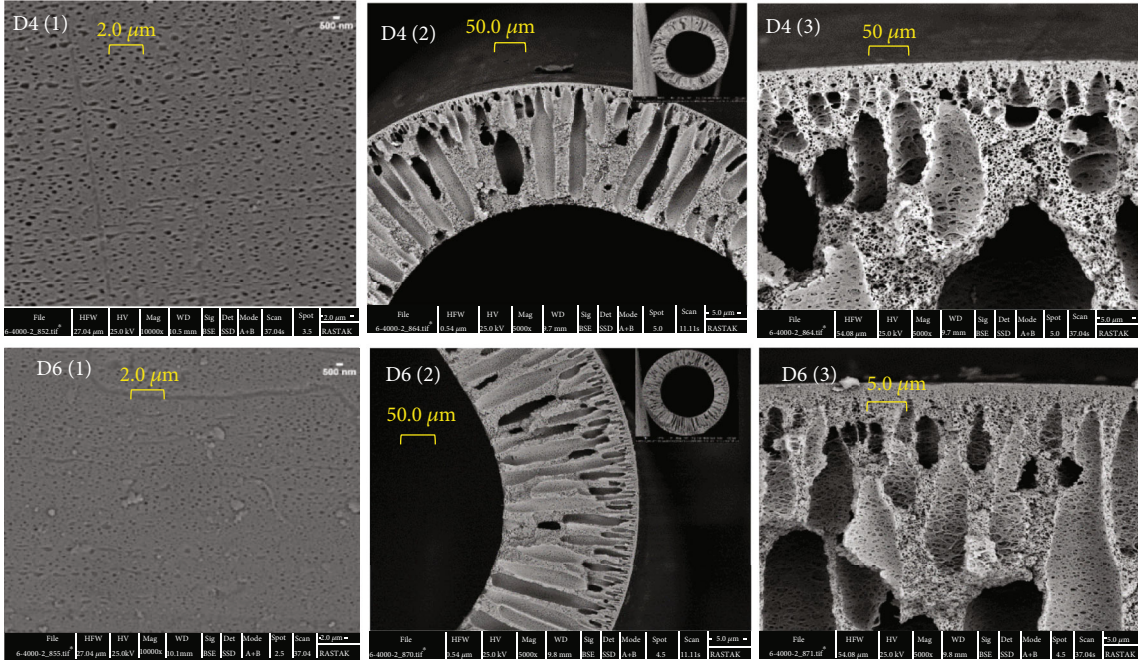 D4 (1)
2.0 μm
500 nm
File HFW HV Mag WD Sig Det Mode Scan Spot 2.0 μm
6-4000-2_852.tif* 27.04 μm 25.0 kV 10000x 10.5 mm BSE SSD A+B 37.04s 3.5 RASTAK
D4 (2)
50.0 μm
File HFW HV Mag WD Sig Det Mode Spot Scan 5.0 μm
6-4000-2_864.tif* 0.54 μm 25.0 kV 5000x 9.7 mm BSE SSD A+B 5.0 11.11s RASTAK
D4 (3)
50 μm
File HFW HV Mag WD Sig Det Mode Spot Scan 5.0 μm
6-4000-2_864.tif* 54.08 μm 25.0 kV 5000x 9.7 mm BSE SSD A+B 5.0 37.04s RASTAK
D6 (1)
2.0 μm
500 nm
File HFW HV Mag WD Sig Det Mode Spot Scan 2.0 μm
6-4000-2_855.tif* 27.04 μm 25.0kV 10000x 10.1mm BSE SSD A+B 2.5 37.04 RASTAK
D6 (2)
50.0 μm
File HFW HV Mag WD Sig Det Mode Spot Scan 5.0 μm
6-4000-2_870.tif* 0.54 μm 25.0 kV 5000x 9.8 mm BSE SSD A+B 4.5 11.11s RASTAK
D6 (3)
5.0 μm
File HFW HV Mag WD Sig Det Mode Spot Scan 5.0 μm
6-4000-2_871.tif* 54.08 μm 25.0 kV 5000x 9.8 mm BSE SSD A+B 4.5 37.04s RASTAK